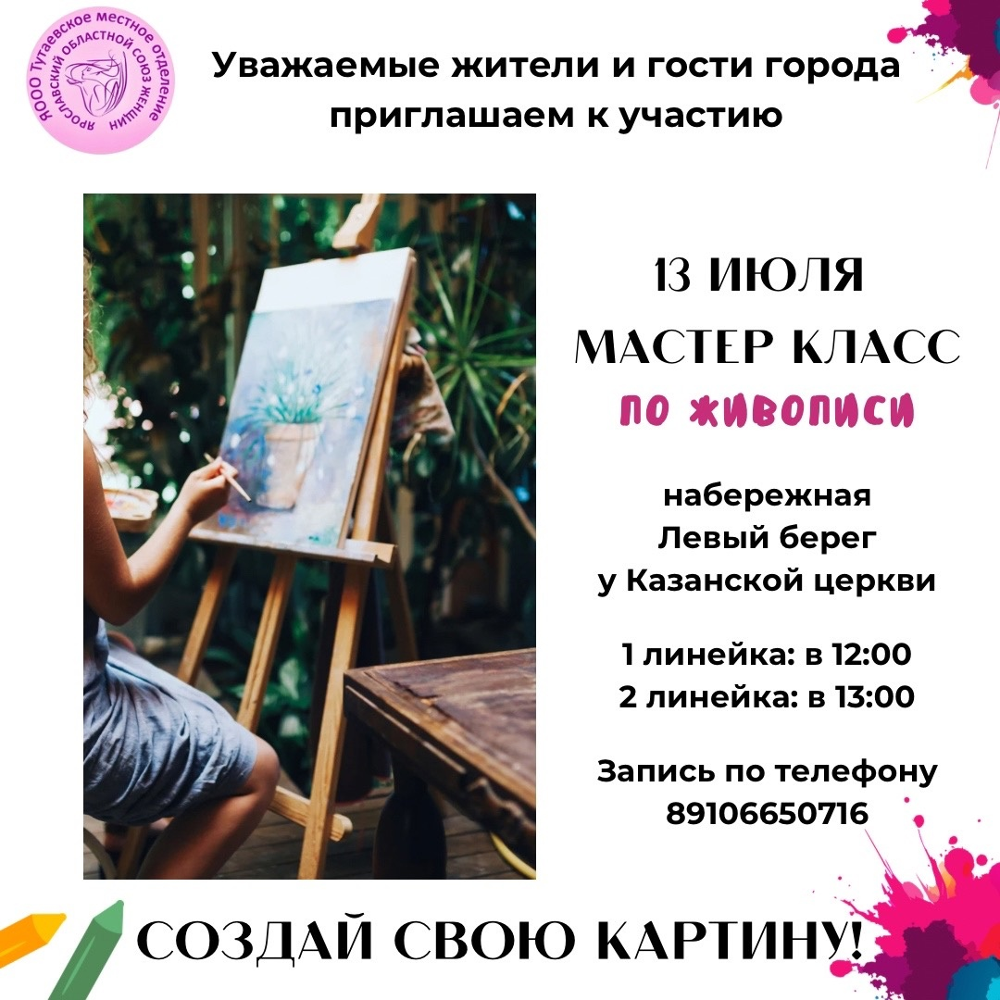 ЯООО Тутаевское местное отделение
ЯРОСЛАВСКИЙ ОБЛАСТНОЙ СОЮЗ ЖЕНЩИН
Уважаемые жители и гости города
приглашаем к участию
13 ИЮЛЯ
МАСТЕР КЛАСС
ПО ЖИВОПИСИ
набережная
Левый берег
у Казанской церкви
1 линейка: в 12:00
2 линейка: в 13:00
Запись по телефону
89106650716
СОЗДАЙ СВОЮ КАРТИНУ!